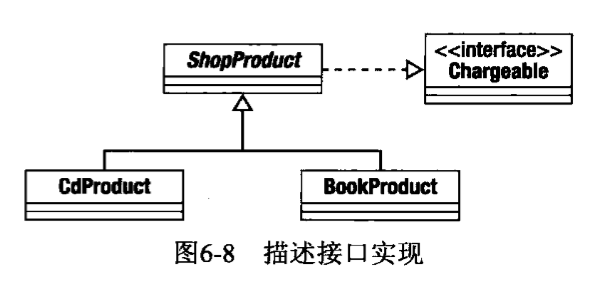 ShopProduct
<<interface>>
Chargeable
CdProduct
BookProduct
图6-8 描述接口实现